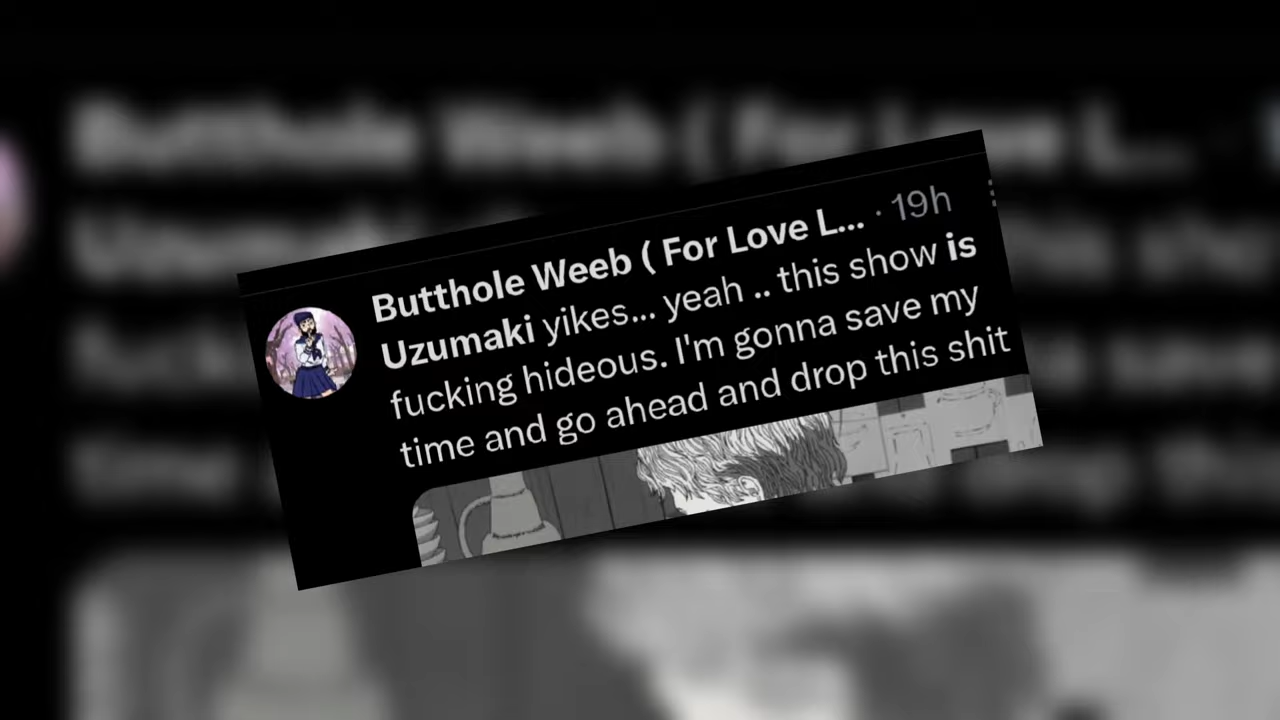 Butthole Weeb ( For Love L... · 19h
Uzumaki yikes... yeah .. this show is
fucking hideous. I'm gonna save my
time and go ahead and drop this shit